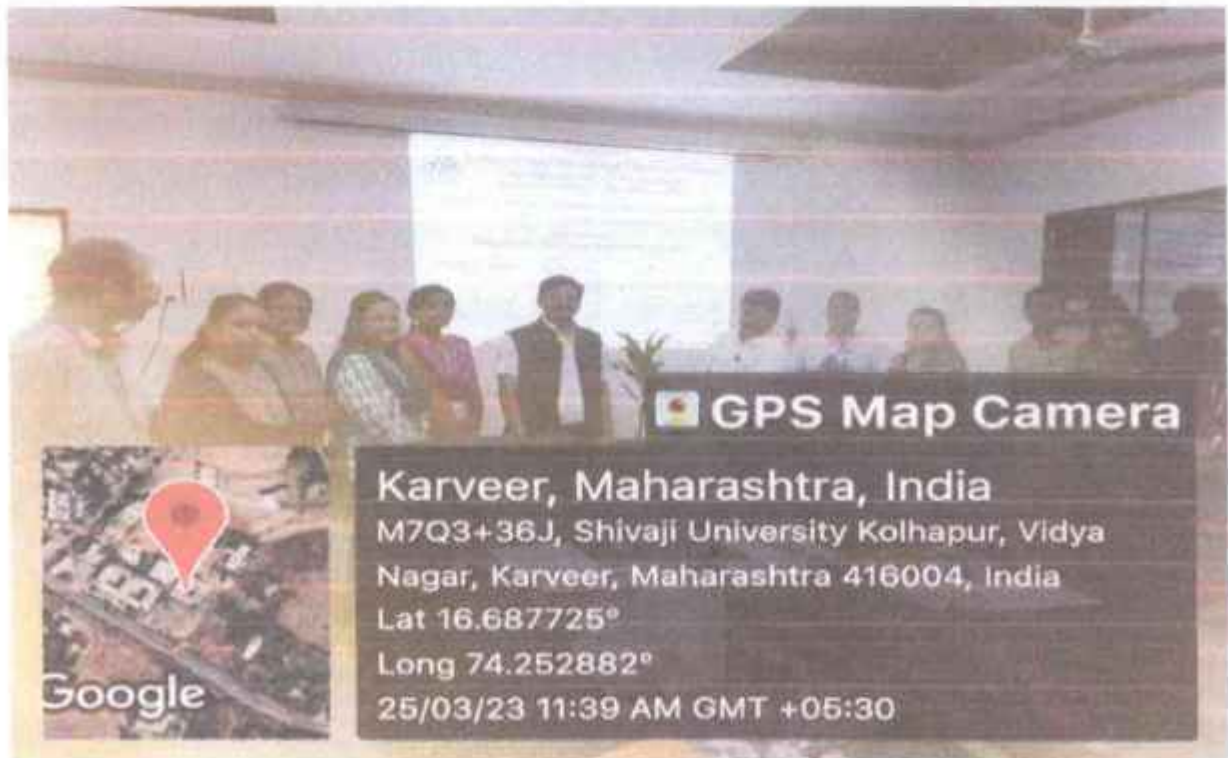 GPS Map Camera
Karveer, Maharashtra, India
M7Q3+36J, Shivaji University Kolhapur, Vidya
Nagar, Karveer, Maharashtra 416004, India
Lat 16.687725°
Long 74.252882°
25/03/23 11:39 AM GMT +05:30
Google